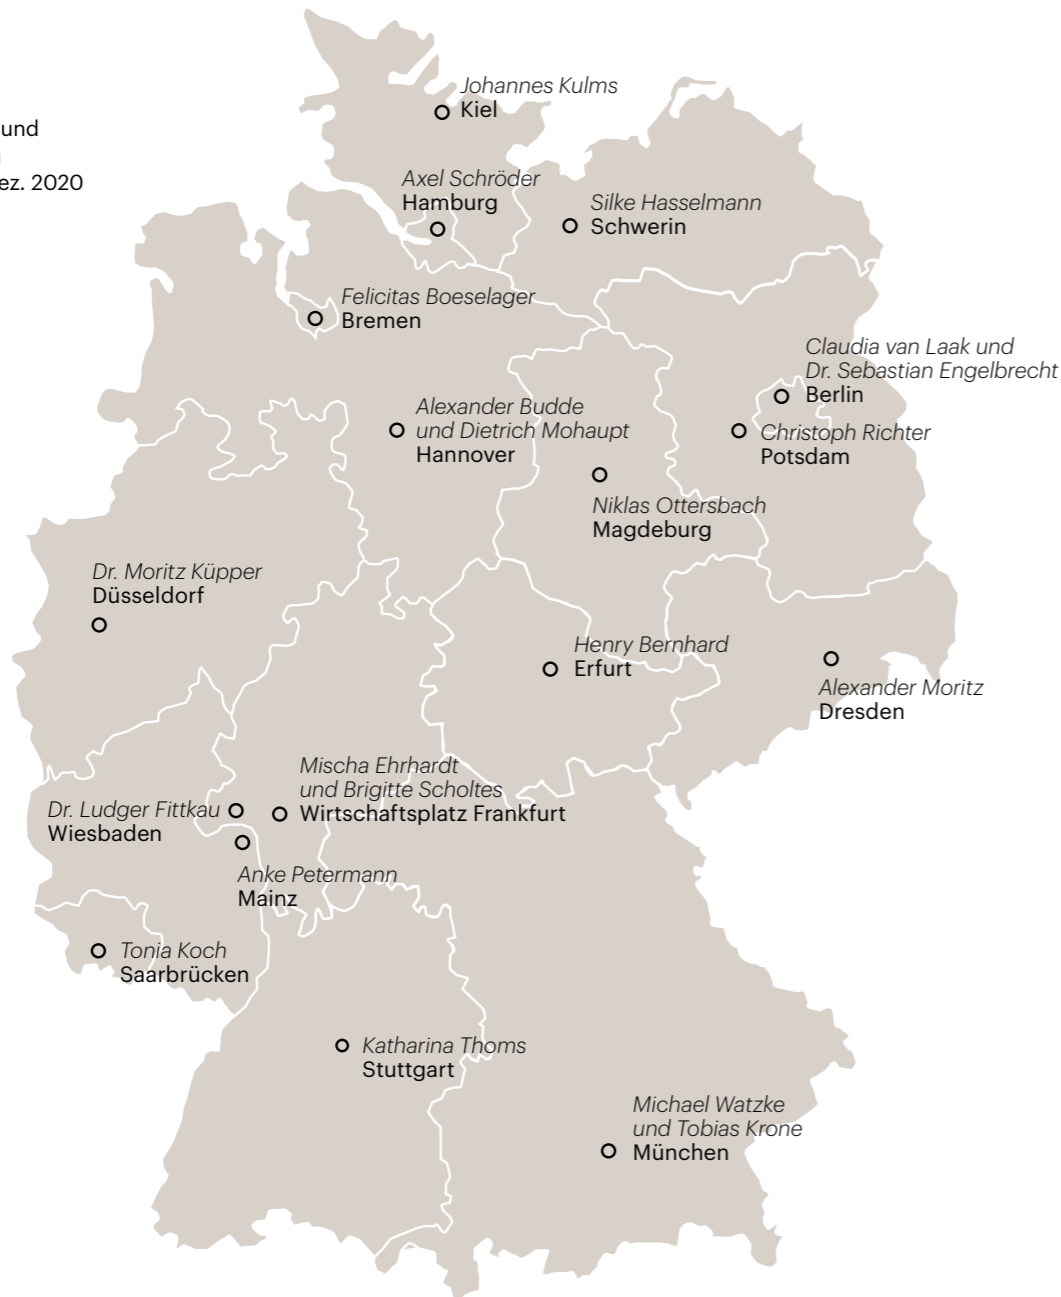 und
ez. 2020
Johannes Kulms
Kiel
Axel Schröder
Hamburg
Silke Hasselmann
Schwerin
Felicitas Boeselager
Bremen
Claudia van Laak und
Dr. Sebastian Engelbrecht
Berlin
Alexander Budde
und Dietrich Mohaupt
Hannover
Christoph Richter
Potsdam
Niklas Ottersbach
Magdeburg
Dr. Moritz Küpper
Düsseldorf
Henry Bernhard
Erfurt
Alexander Moritz
Dresden
Mischa Ehrhardt
und Brigitte Scholtes
Wirtschaftsplatz Frankfurt
Dr. Ludger Fittkau
Wiesbaden
Anke Petermann
Mainz
Tonia Koch
Saarbrücken
Katharina Thoms
Stuttgart
Michael Watzke
und Tobias Krone
München